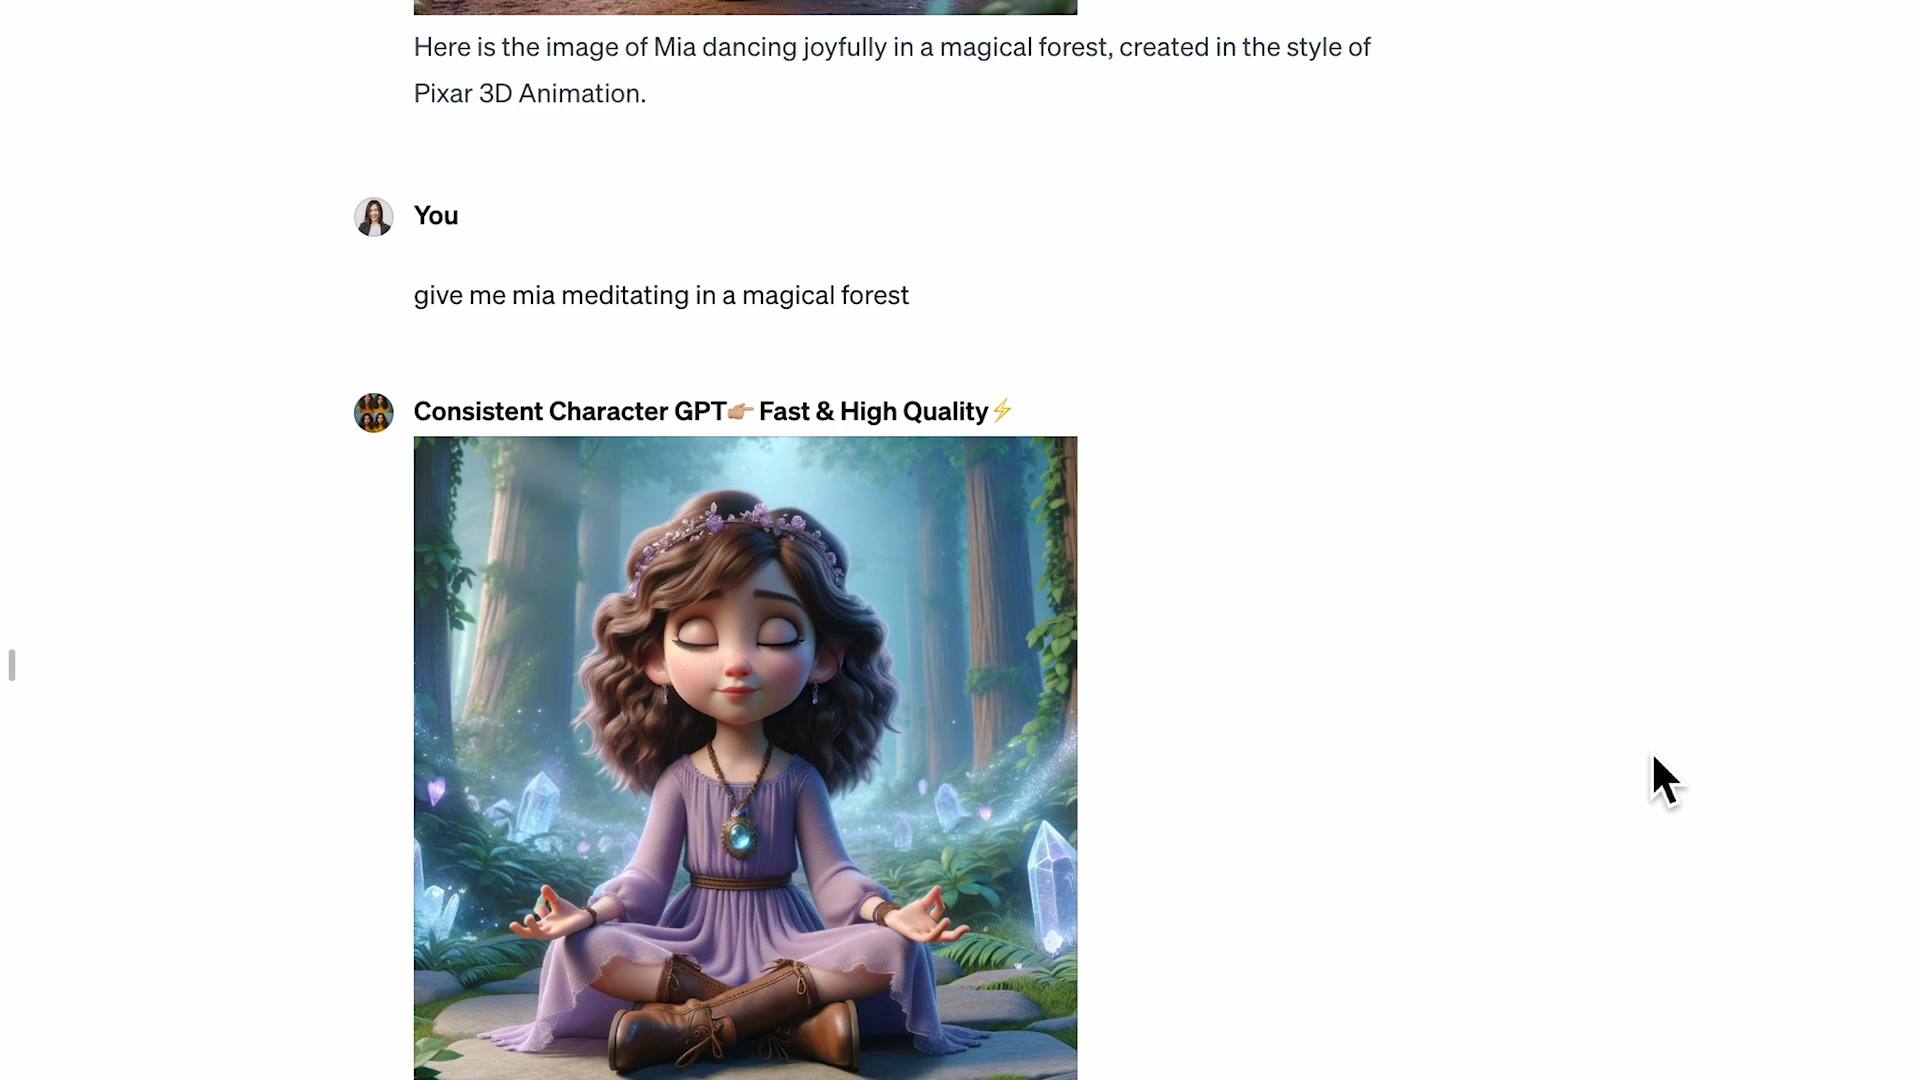 Here is the image of Mia dancing joyfully in a magical forest, created in the style of
Pixar 3D Animation.
You
give me mia meditating in a magical forest
Consistent Character GPT👉🏼 Fast & High Quality⚡